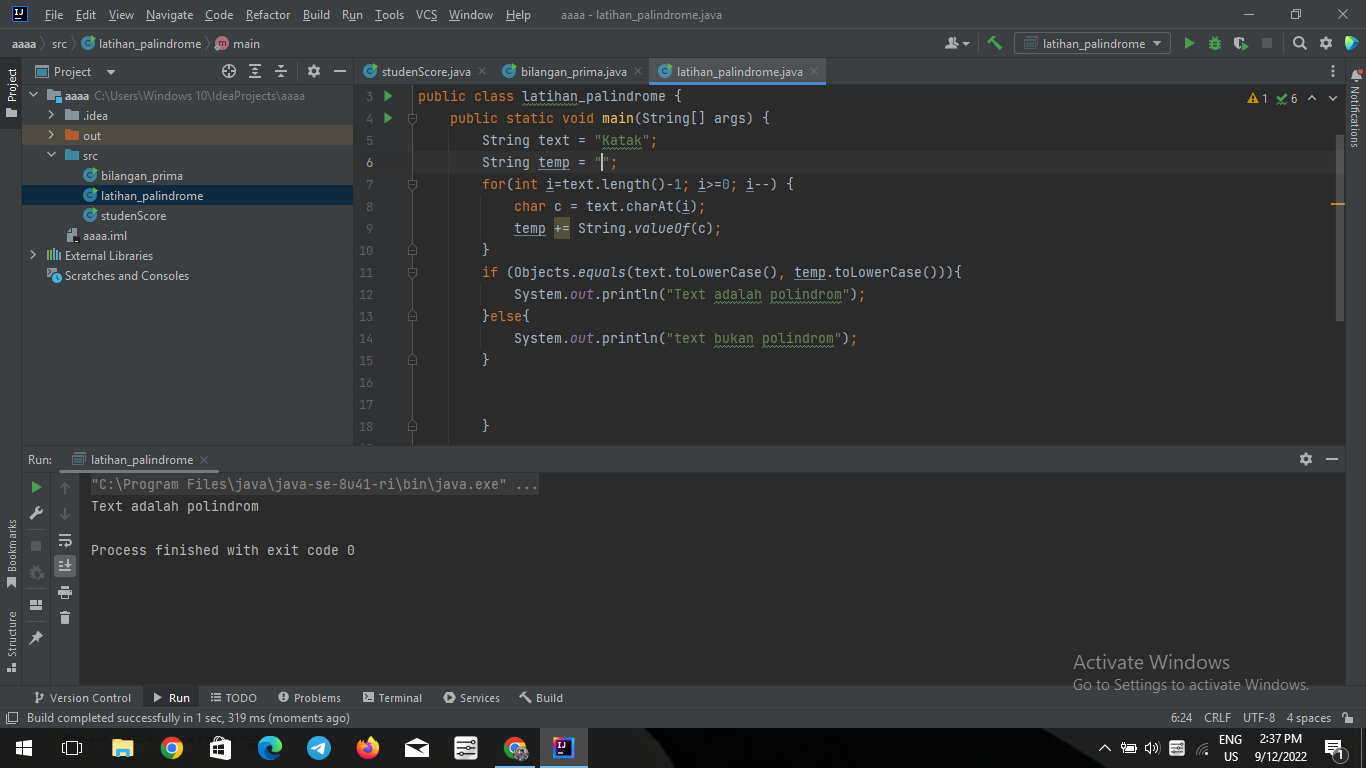 File Edit View Navigate Code Refactor Build Run Tools VCS Window Help aaaa - latihan_palindrome.java
aaaa src latihan_palindrome main latihan_palindrome
Project
Project
studenScore.java bilangan_prima.java latihan_palindrome.java
Notifications
aaaa C:\Users\Windows 10\IdeaProjects\aaaa
.idea
out
src
bilangan_prima
latihan_palindrome
studenScore
aaaa.iml
External Libraries
Scratches and Consoles
1 6
3 public class latihan_palindrome {
4 public static void main(String[] args) {
5 String text = "Katak";
6 String temp = "";
7 for(int i=text.length()-1; i>=0; i--) {
8 char c = text.charAt(i);
9 temp += String.valueOf(c);
10 }
11 if (Objects.equals(text.toLowerCase(), temp.toLowerCase())){
12 System.out.println("Text adalah polindrom");
13 }else{
14 System.out.println("text bukan polindrom");
15 }
16
17
18 }
Run: latihan_palindrome
"C:\Program Files\java\java-se-8u41-ri\bin\java.exe" ...
Text adalah polindrom
Process finished with exit code 0
Bookmarks
Structure
Activate Windows
Go to Settings to activate Windows.
Version Control Run TODO Problems Terminal Services Build
Build completed successfully in 1 sec, 319 ms (moments ago) 6:24 CRLF UTF-8 4 spaces
ENG 2:37 PM
US 9/12/2022 1